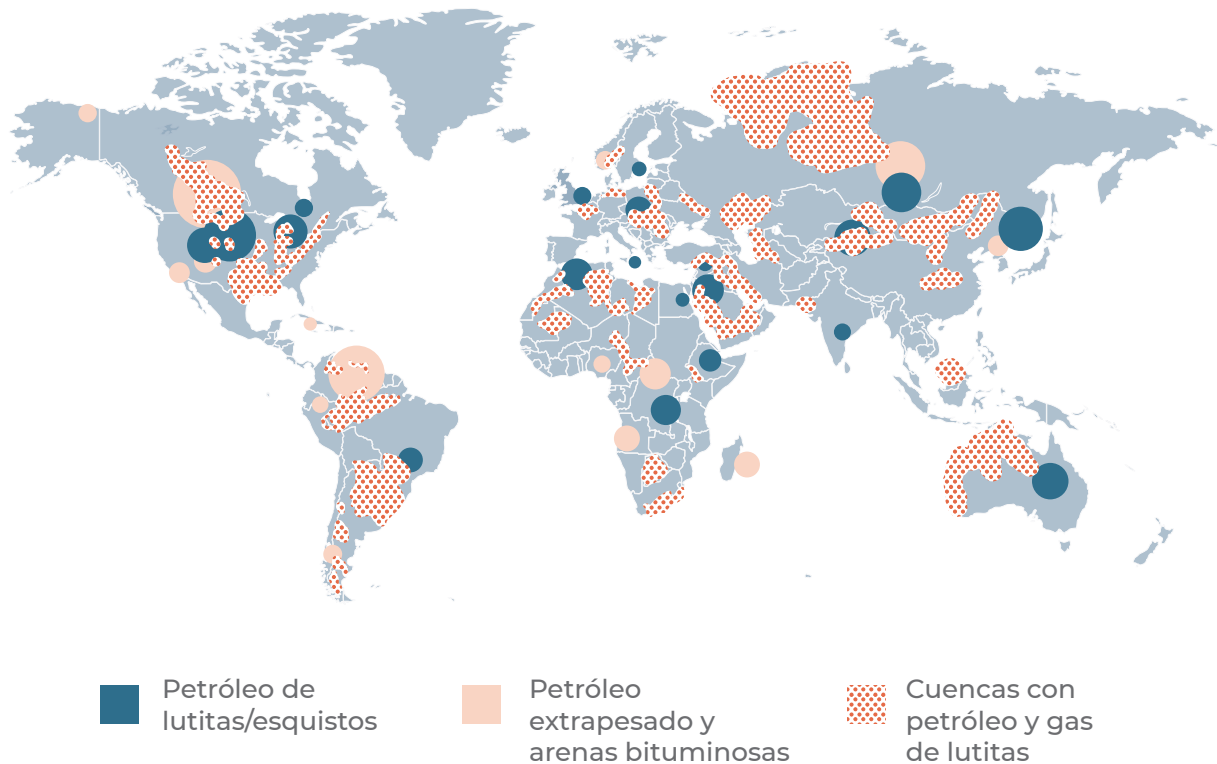 Petróleo de
lutitas/esquistos
Petróleo
extrapesado y
arenas bituminosas
Cuencas con
petróleo y gas
de lutitas